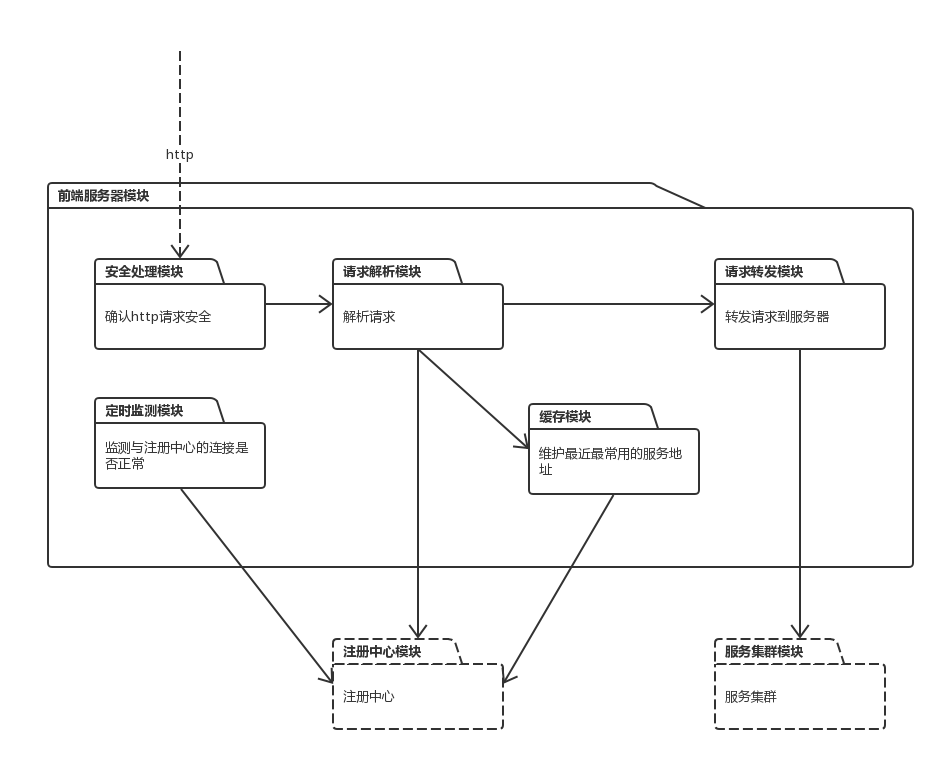 http
前端服务器模块
安全处理模块
确认http请求安全
请求解析模块
解析请求
请求转发模块
转发请求到服务器
定时监测模块
监测与注册中心的连接是
否正常
缓存模块
维护最近最常用的服务地
址
注册中心模块
注册中心
服务集群模块
服务集群